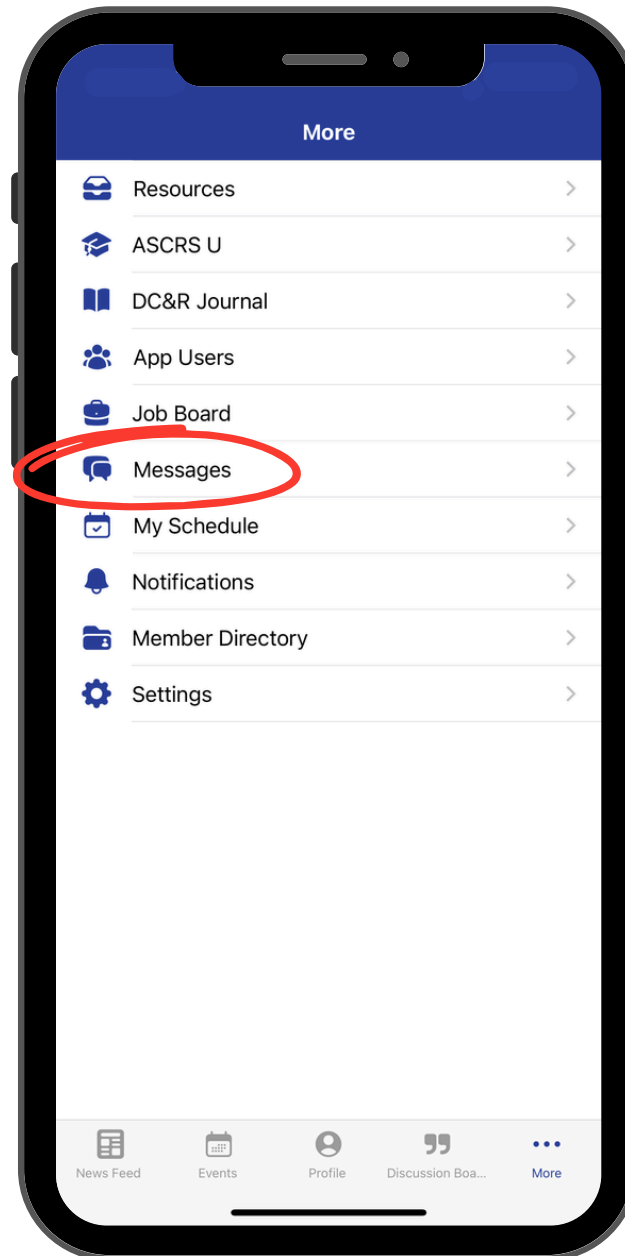 More
Resources
ASCRS U
DC&R Journal
App Users
Job Board
Messages
My Schedule
Notifications
Member Directory
Settings
News Feed
Events
Profile
Discussion Boa...
More